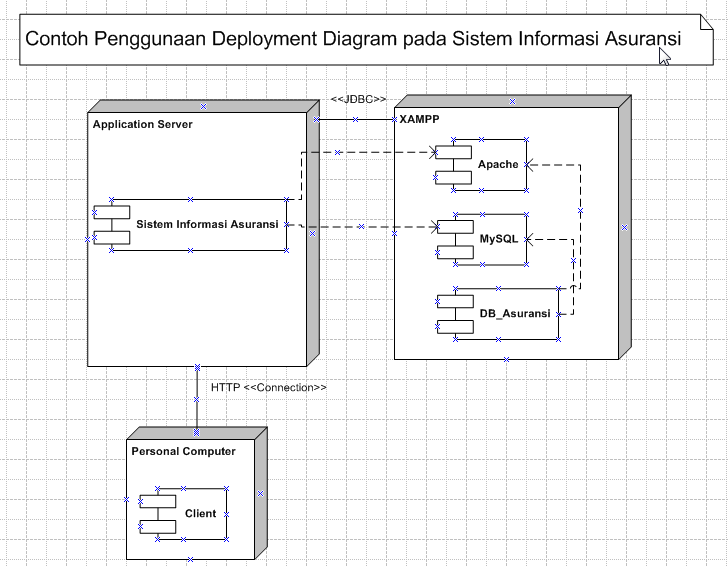 Contoh Penggunaan Deployment Diagram pada Sistem Informasi Asuransi
<<JDBC>>
Application Server
XAMPP
Apache
Sistem Informasi Asuransi
MySQL
DB_Asuransi
HTTP <<Connection>>
Personal Computer
Client